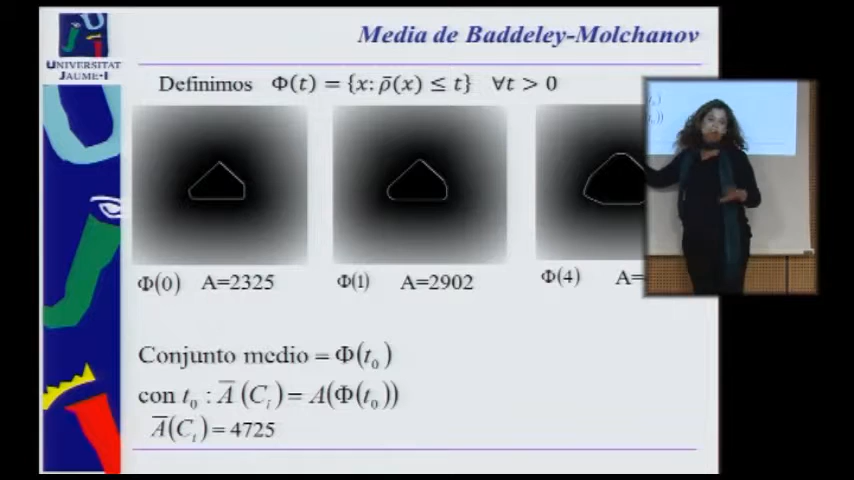 Media de Baddeley-Molchanov
UNIVERSITAT
JAUME·I
Definimos Φ(t) = {x: ρ̄(x) ≤ t} ∀t > 0
Φ(0) A=2325
Φ(1) A=2902
Φ(4) A=
Conjunto medio = Φ(t₀)
con t₀ : A̅(Cᵢ) = A(Φ(t₀))
A̅(Cᵢ) = 4725